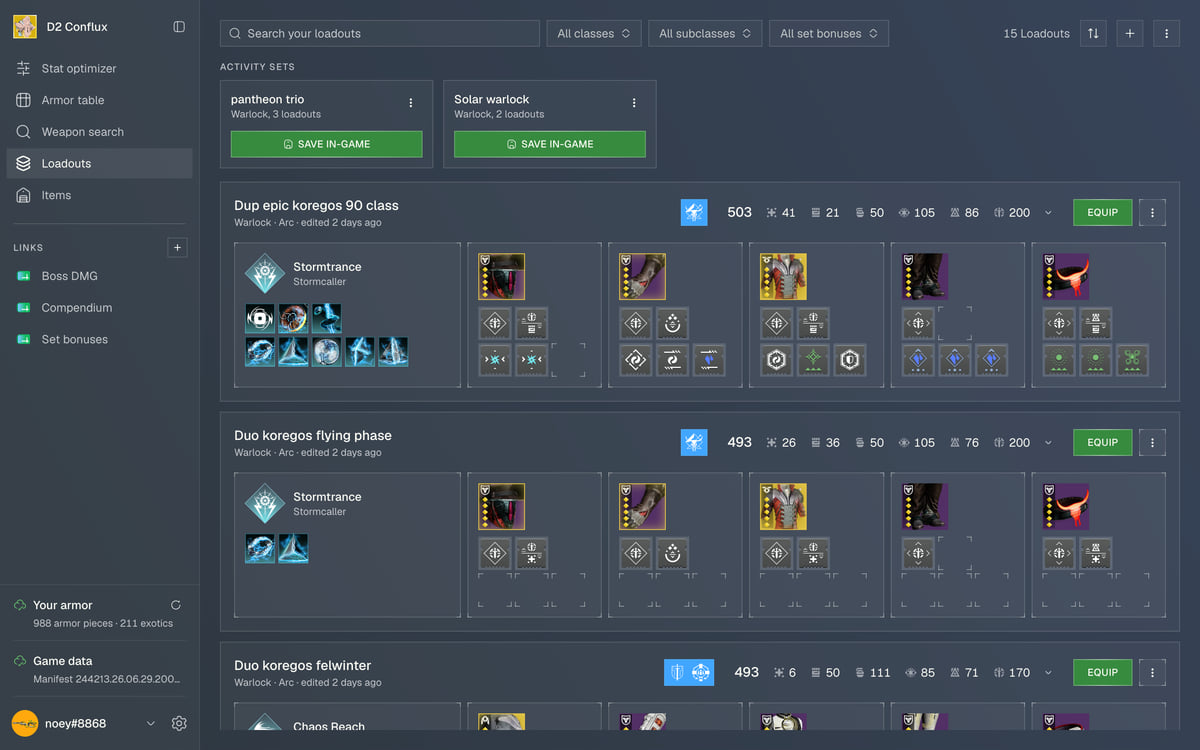 D2 Conflux
Stat optimizer
Armor table
Weapon search
Loadouts
Items
LINKS
Boss DMG
Compendium
Set bonuses
Your armor
988 armor pieces · 211 exotics
Game data
Manifest 244213.26.06.29.200...
noey#8868
Search your loadouts
All classes
All subclasses
All set bonuses
15 Loadouts
ACTIVITY SETS
pantheon trio
Warlock, 3 loadouts
SAVE IN-GAME
Solar warlock
Warlock, 2 loadouts
SAVE IN-GAME
Dup epic koregos 90 class
Warlock · Arc · edited 2 days ago
503 41 21 50 105 86 200
EQUIP
Stormtrance
Stormcaller
Duo koregos flying phase
Warlock · Arc · edited 2 days ago
493 26 36 50 105 76 200
EQUIP
Stormtrance
Stormcaller
Duo koregos felwinter
Warlock · Arc · edited 2 days ago
493 6 50 111 85 71 170
EQUIP
Chaos Reach